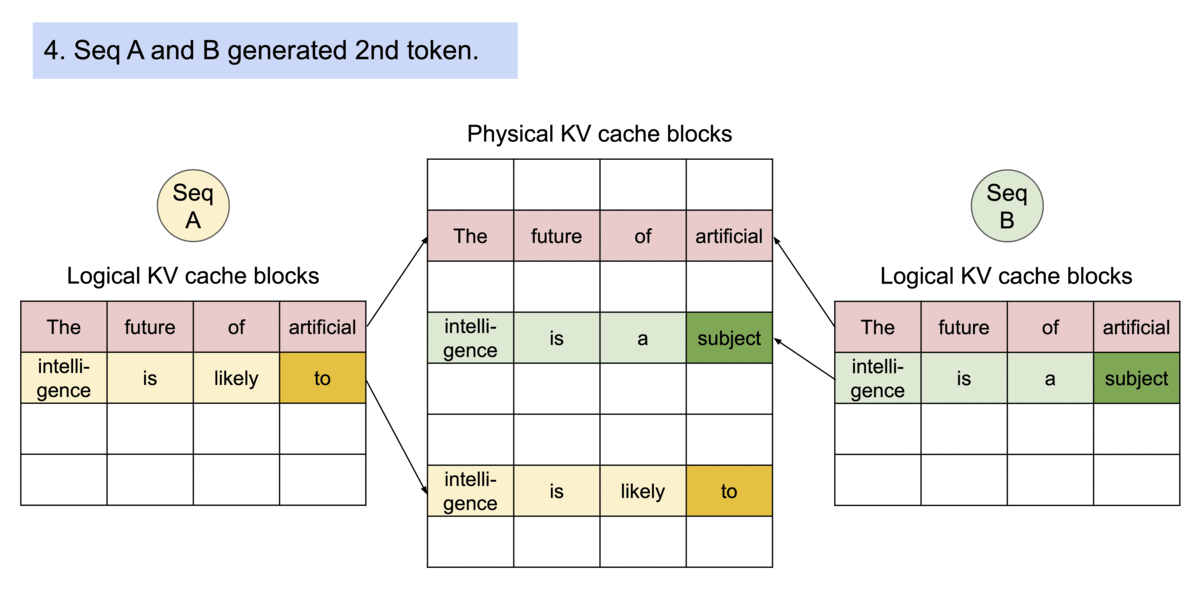 4. Seq A and B generated 2nd token.
Physical KV cache blocks
Seq
A
Logical KV cache blocks
The future of artificial
intelli-
gence is likely to
The future of artificial
intelli-
gence is a subject
intelli-
gence is likely to
Seq
B
Logical KV cache blocks
The future of artificial
intelli-
gence is a subject